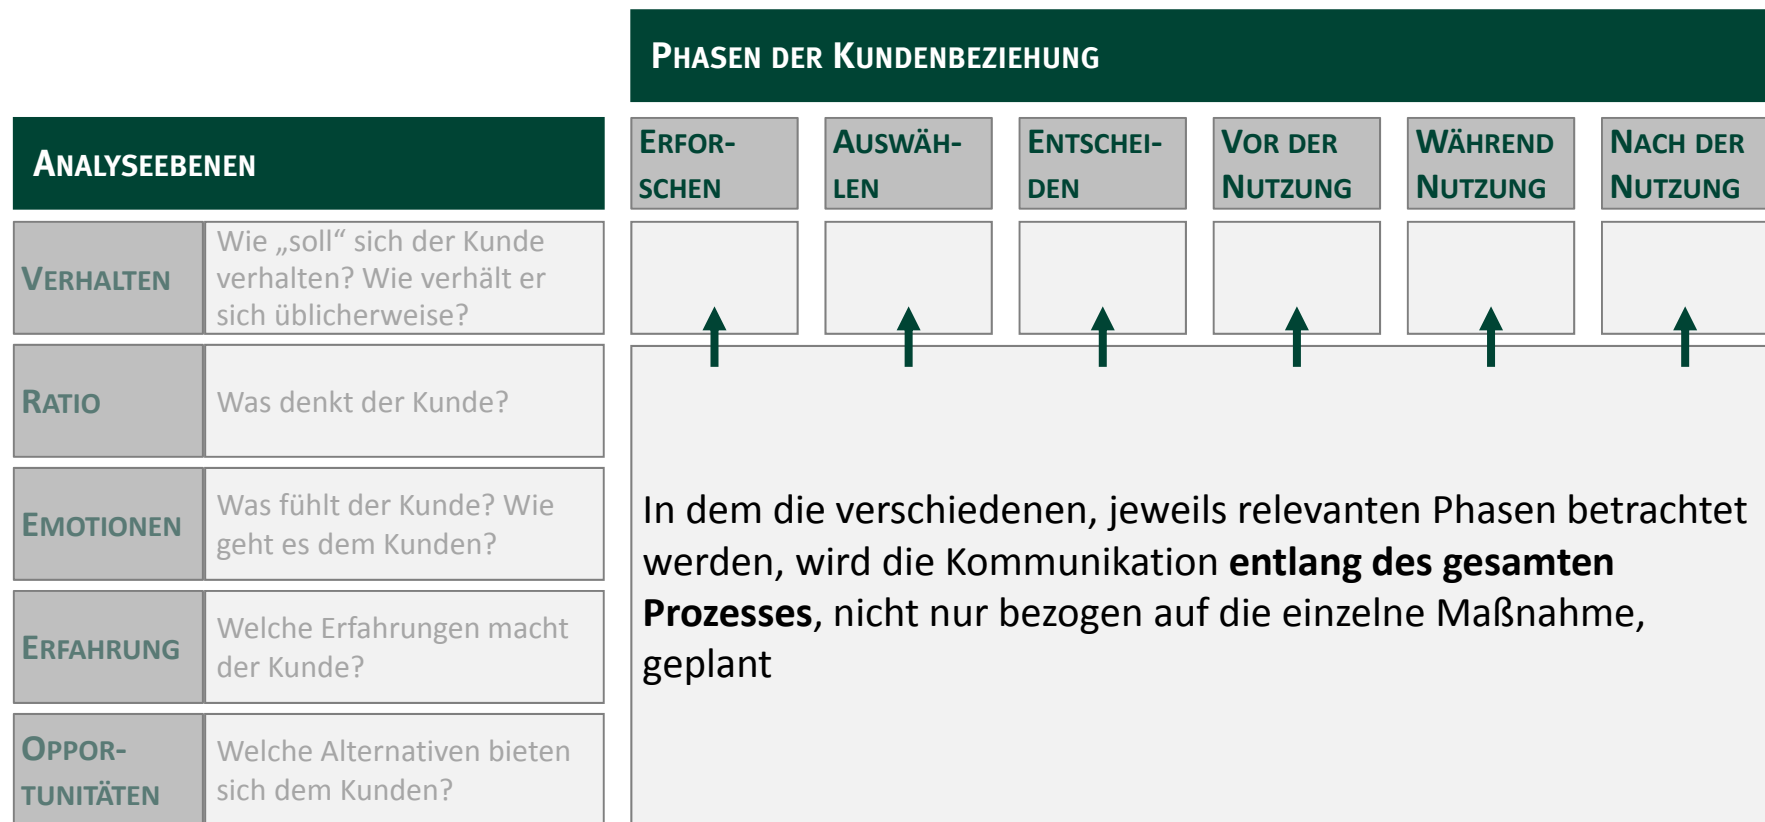 PHASEN DER KUNDENBEZIEHUNG
ANALYSEEBENEN
ERFOR-
SCHEN
AUSWÄH-
LEN
ENTSCHEI-
DEN
VOR DER
NUTZUNG
WÄHREND
NUTZUNG
NACH DER
NUTZUNG
VERHALTEN
Wie „soll“ sich der Kunde
verhalten? Wie verhält er
sich üblicherweise?
RATIO
Was denkt der Kunde?
EMOTIONEN
Was fühlt der Kunde? Wie
geht es dem Kunden?
ERFAHRUNG
Welche Erfahrungen macht
der Kunde?
OPPOR-
TUNITÄTEN
Welche Alternativen bieten
sich dem Kunden?
In dem die verschiedenen, jeweils relevanten Phasen betrachtet
werden, wird die Kommunikation entlang des gesamten
Prozesses, nicht nur bezogen auf die einzelne Maßnahme,
geplant